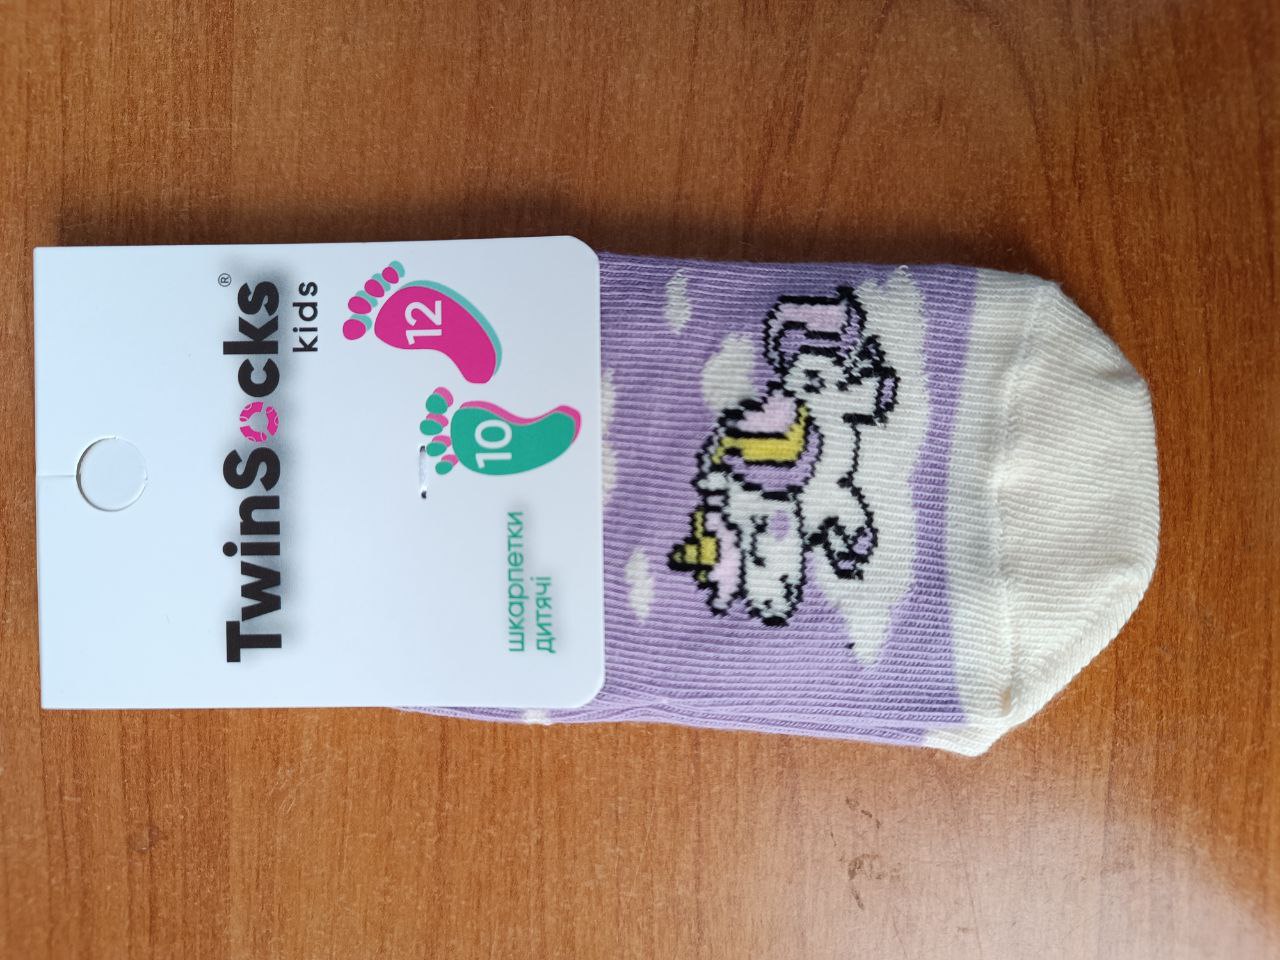 TwinSocks®
kids
10 12
шкарпетки
дитячі